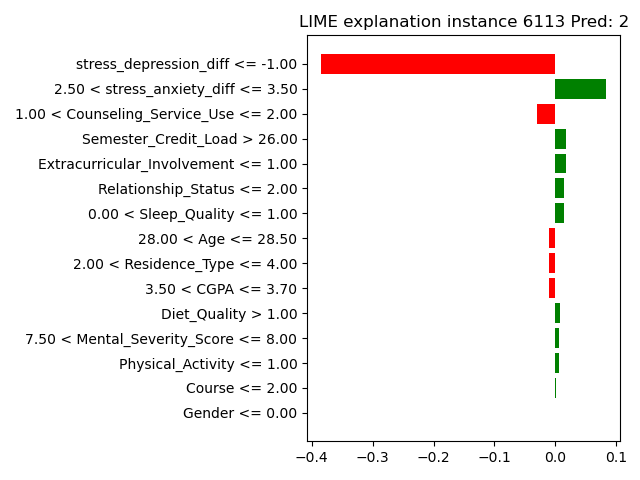 LIME explanation instance 6113 Pred: 2
stress_depression_diff <= -1.00
2.50 < stress_anxiety_diff <= 3.50
1.00 < Counseling_Service_Use <= 2.00
Semester_Credit_Load > 26.00
Extracurricular_Involvement <= 1.00
Relationship_Status <= 2.00
0.00 < Sleep_Quality <= 1.00
28.00 < Age <= 28.50
2.00 < Residence_Type <= 4.00
3.50 < CGPA <= 3.70
Diet_Quality > 1.00
7.50 < Mental_Severity_Score <= 8.00
Physical_Activity <= 1.00
Course <= 2.00
Gender <= 0.00
−0.4 −0.3 −0.2 −0.1 0.0 0.1